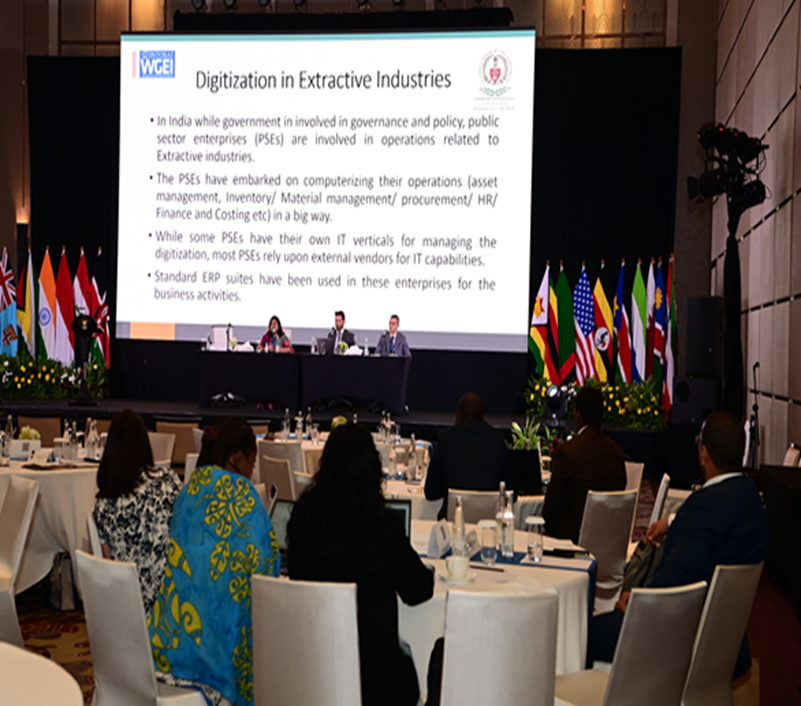 INTOSAI
WGEI
Digitization in Extractive Industries
• In India while government in involved in governance and policy, public
sector enterprises (PSEs) are involved in operations related to
Extractive industries.
• The PSEs have embarked on computerizing their operations (asset
management, Inventory/ Material management/ procurement/ HR/
Finance and Costing etc) in a big way.
• While some PSEs have their own IT verticals for managing the
digitization, most PSEs rely upon external vendors for IT capabilities.
• Standard ERP suites have been used in these enterprises for the
business activities.